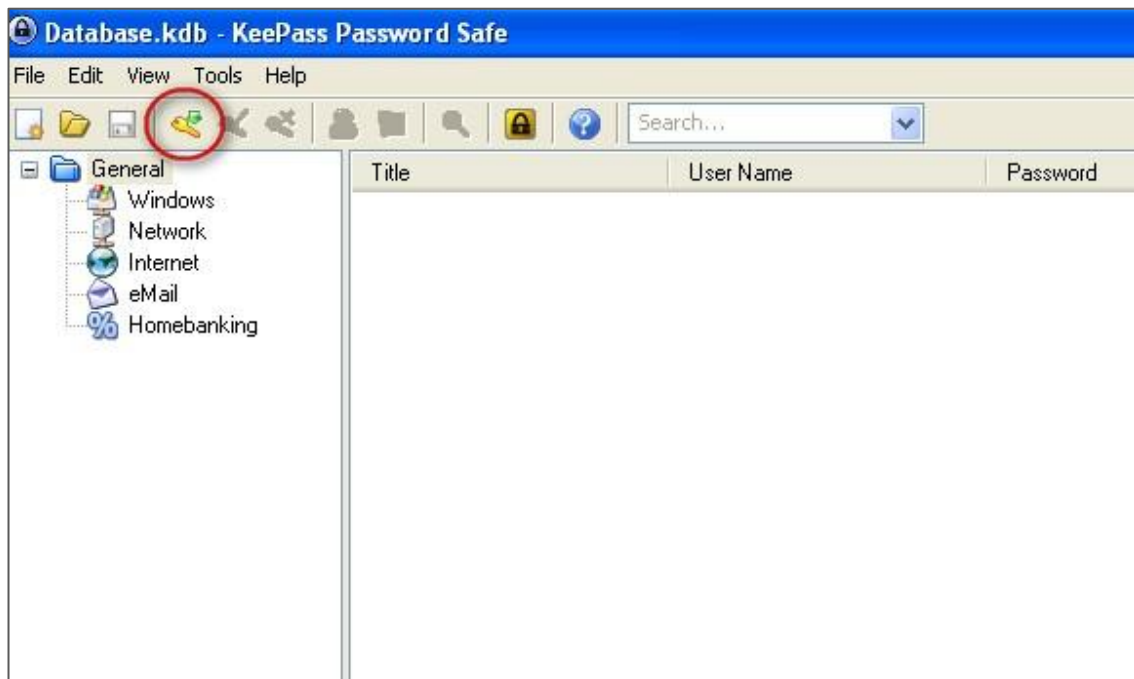 Database.kdb - KeePass Password Safe
File Edit View Tools Help
Search...
General
Windows
Network
Internet
eMail
Homebanking
Title User Name Password